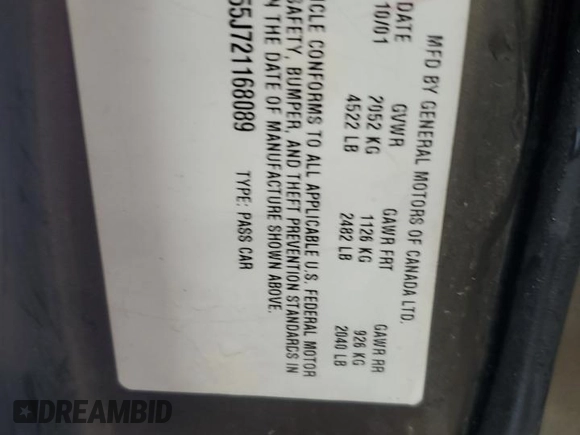 MFD BY GENERAL MOTORS OF CANADA LTD.
DATE GVWR GAWR FRT GAWR RR
10/01 2052 KG 1126 KG 926 KG
4522 LB 2482 LB 2040 LB
CONFORMS TO ALL APPLICABLE U.S. FEDERAL MOTOR
SAFETY, BUMPER, AND THEFT PREVENTION STANDARDS IN
THE DATE OF MANUFACTURE SHOWN ABOVE.
55J721168089 TYPE: PASS CAR
DREAMBID